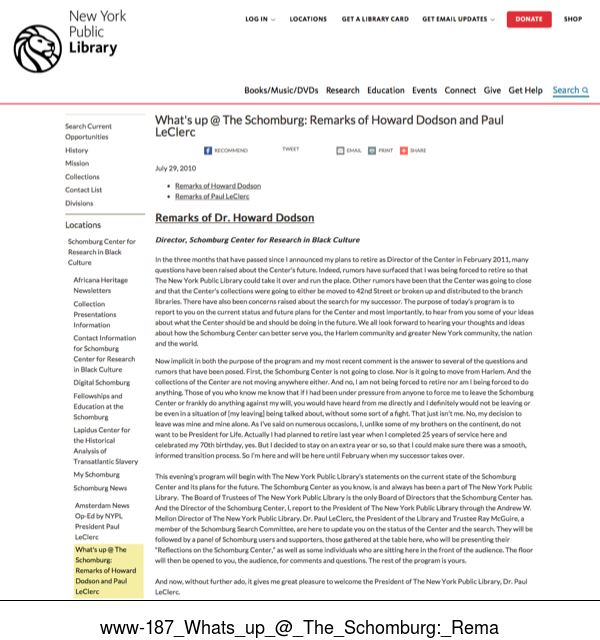 New York
Public
Library
LOG IN
LOCATIONS
GET A LIBRARY CARD
GET EMAIL UPDATES
DONATE
SHOP
Books/Music/DVDs Research Education Events Connect Give Get Help Search
Search Current
Opportunities
History
Mission
Collections
Contact List
Divisions
Locations
Schomburg Center for
Research in Black
Culture
Africana Heritage
Newsletters
Collection
Presentations
Information
Contact Information
for Schomburg
Center for Research
in Black Culture
Digital Schomburg
Fellowships and
Education at the
Schomburg
Lapidus Center for
the Historical
Analysis of
Transatlantic Slavery
My Schomburg
Schomburg News
Amsterdam News
Op-Ed by NYPL
President Paul
LeClerc
What's up @ The
Schomburg:
Remarks of Howard
Dodson and Paul
LeClerc
What's up @ The Schomburg: Remarks of Howard Dodson and Paul
LeClerc
RECOMMEND TWEET EMAIL PRINT SHARE
July 29, 2010
• Remarks of Howard Dodson
• Remarks of Paul LeClerc
Remarks of Dr. Howard Dodson
Director, Schomburg Center for Research in Black Culture
In the three months that have passed since I announced my plans to retire as Director of the Center in February 2011, many
questions have been raised about the Center's future. Indeed, rumors have surfaced that I was being forced to retire so that
The New York Public Library could take it over and run the place. Other rumors have been that the Center was going to close
and that the Center's collections were going to either be moved to 42nd Street or broken up and distributed to the branch
libraries. There have also been concerns raised about the search for my successor. The purpose of today's program is to
report to you on the current status and future plans for the Center and most importantly, to hear from you some of your ideas
about what the Center should be and should be doing in the future. We all look forward to hearing your thoughts and ideas
about how the Schomburg Center can better serve you, the Harlem community and greater New York community, the nation
and the world.
Now implicit in both the purpose of the program and my most recent comment is the answer to several of the questions and
rumors that have been posed. First, the Schomburg Center is not going to close. Nor is it going to move from Harlem. And the
collections of the Center are not moving anywhere either. And no, I am not being forced to retire nor am I being forced to do
anything. Those of you who know me know that if I had been under pressure from anyone to force me to leave the Schomburg
Center or frankly do anything against my will, you would have heard from me directly and I definitely would not be leaving or
be even in a situation of [my leaving] being talked about, without some sort of a fight. That just isn't me. No, my decision to
leave was mine and mine alone. As I've said on numerous occasions, I, unlike some of my brothers on the continent, do not
want to be President for Life. Actually I had planned to retire last year when I completed 25 years of service here and
celebrated my 70th birthday, yes. But I decided to stay on an extra year or so, so that I could make sure there was a smooth,
informed transition process. So I'm here and will be here until February when my successor takes over.
This evening's program will begin with The New York Public Library's statements on the current state of the Schomburg
Center and its plans for the future. The Schomburg Center as you know, is and always has been a part of The New York Public
Library. The Board of Trustees of The New York Public Library is the only Board of Directors that the Schomburg Center has.
And the Director of the Schomburg Center, I, report to the President of The New York Public Library through the Andrew W.
Mellon Director of The New York Public Library. Dr. Paul LeClerc, the President of the Library and Trustee Ray McGuire, a
member of the Schomburg Search Committee, are here to update you on the status of the Center and the search. They will be
followed by a panel of Schomburg users and supporters, those gathered at the table here, who will be presenting their
"Reflections on the Schomburg Center," as well as some individuals who are sitting here in the front of the audience. The floor
will then be opened to you, the audience, for comments and questions. The rest of the program is yours.
And now, without further ado, it gives me great pleasure to welcome the President of The New York Public Library, Dr. Paul
LeClerc.
www-187_Whats_up_@_The_Schomburg:_Rema